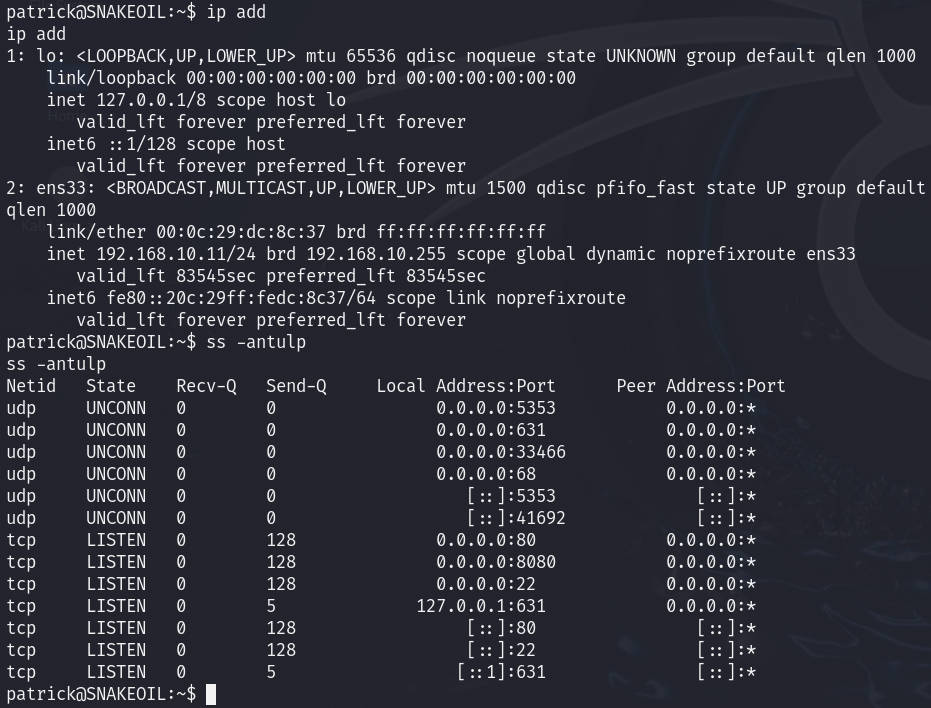 patrick@SNAKEOIL:~$ ip add
ip add
1: lo: <LOOPBACK,UP,LOWER_UP> mtu 65536 qdisc noqueue state UNKNOWN group default qlen 1000
    link/loopback 00:00:00:00:00:00 brd 00:00:00:00:00:00
    inet 127.0.0.1/8 scope host lo
       valid_lft forever preferred_lft forever
    inet6 ::1/128 scope host
       valid_lft forever preferred_lft forever
2: ens33: <BROADCAST,MULTICAST,UP,LOWER_UP> mtu 1500 qdisc pfifo_fast state UP group default
qlen 1000
    link/ether 00:0c:29:dc:8c:37 brd ff:ff:ff:ff:ff:ff
    inet 192.168.10.11/24 brd 192.168.10.255 scope global dynamic noprefixroute ens33
       valid_lft 83545sec preferred_lft 83545sec
    inet6 fe80::20c:29ff:fedc:8c37/64 scope link noprefixroute
       valid_lft forever preferred_lft forever
patrick@SNAKEOIL:~$ ss -antulp
ss -antulp
Netid   State    Recv-Q   Send-Q     Local Address:Port      Peer Address:Port
udp     UNCONN   0        0                0.0.0.0:5353           0.0.0.0:*
udp     UNCONN   0        0                0.0.0.0:631            0.0.0.0:*
udp     UNCONN   0        0                0.0.0.0:33466          0.0.0.0:*
udp     UNCONN   0        0                0.0.0.0:68             0.0.0.0:*
udp     UNCONN   0        0                   [::]:5353              [::]:*
udp     UNCONN   0        0                   [::]:41692             [::]:*
tcp     LISTEN   0        128              0.0.0.0:80             0.0.0.0:*
tcp     LISTEN   0        128              0.0.0.0:8080           0.0.0.0:*
tcp     LISTEN   0        128              0.0.0.0:22             0.0.0.0:*
tcp     LISTEN   0        5              127.0.0.1:631            0.0.0.0:*
tcp     LISTEN   0        128                 [::]:80                [::]:*
tcp     LISTEN   0        128                 [::]:22                [::]:*
tcp     LISTEN   0        5                  [::1]:631               [::]:*
patrick@SNAKEOIL:~$